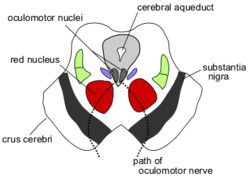 cerebral aqueduct
oculomotor nuclei
red nucleus
substantia
nigra
crus cerebri
path of
oculomotor nerve